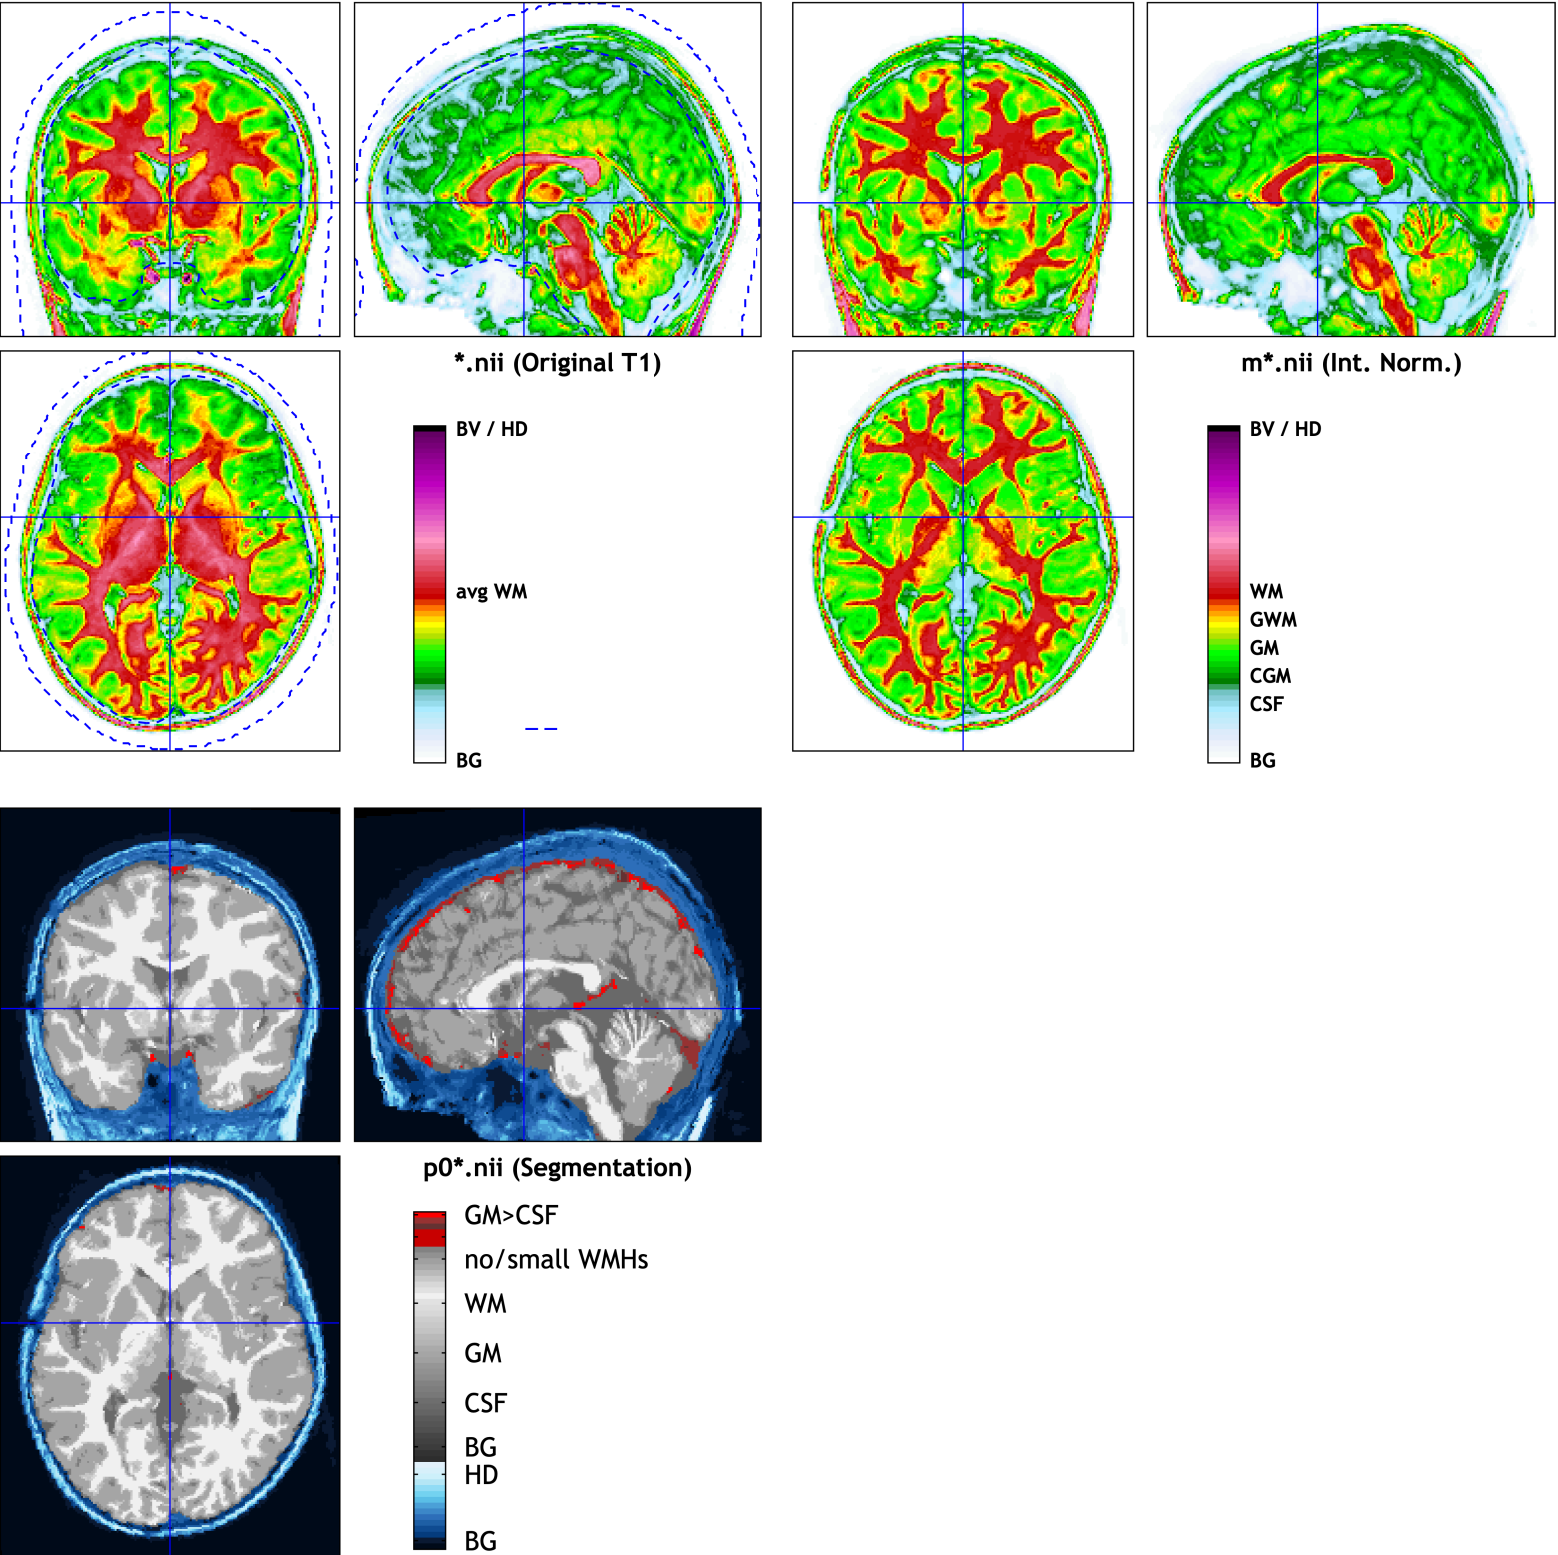 *.nii (Original T1)
BV / HD
avg WM
BG
m*.nii (Int. Norm.)
BV / HD
WM
GWM
GM
CGM
CSF
BG
p0*.nii (Segmentation)
GM>CSF
no/small WMHs
WM
GM
CSF
BG
HD
BG